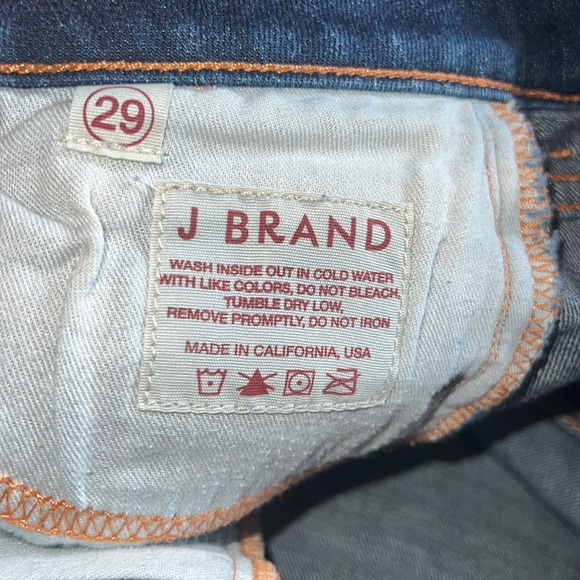 29
J BRAND
WASH INSIDE OUT IN COLD WATER
WITH LIKE COLORS, DO NOT BLEACH,
TUMBLE DRY LOW,
REMOVE PROMPTLY, DO NOT IRON
MADE IN CALIFORNIA, USA